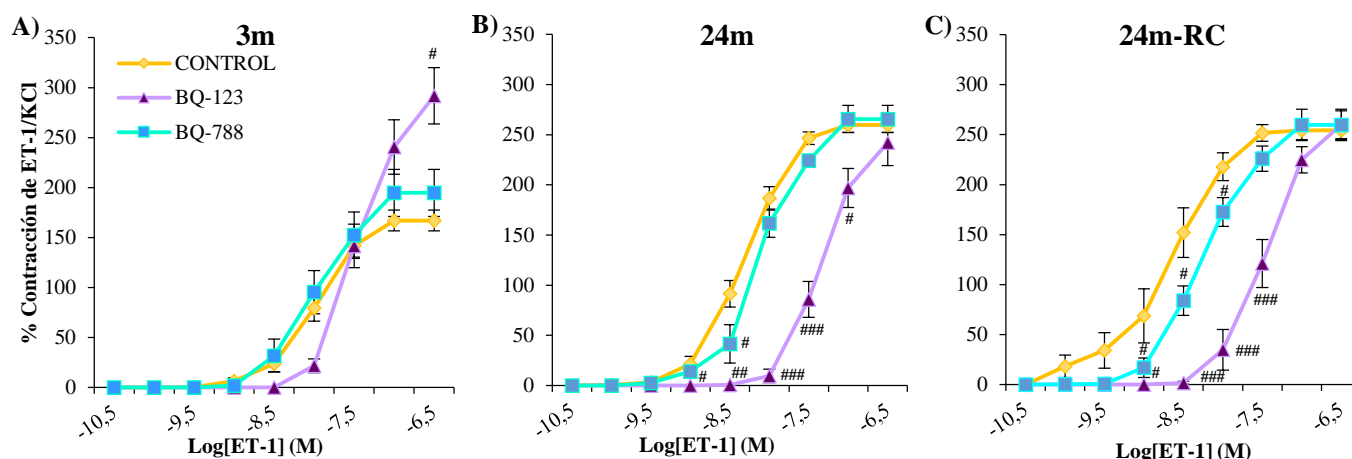 A) 3m
CONTROL
BQ-123
BQ-788
#
% Contracción de ET-1/KCl
350
300
250
200
150
100
50
0
-10,5 -9,5 -8,5 -7,5 -6,5
Log[ET-1] (M)
B) 24m
350
300
250
200
150
100
50
0
#
###
#
##
#
###
-10,5 -9,5 -8,5 -7,5 -6,5
Log[ET-1] (M)
C) 24m-RC
350
300
250
200
150
100
50
0
#
#
###
#
###
#
###
-10,5 -9,5 -8,5 -7,5 -6,5
Log[ET-1] (M)